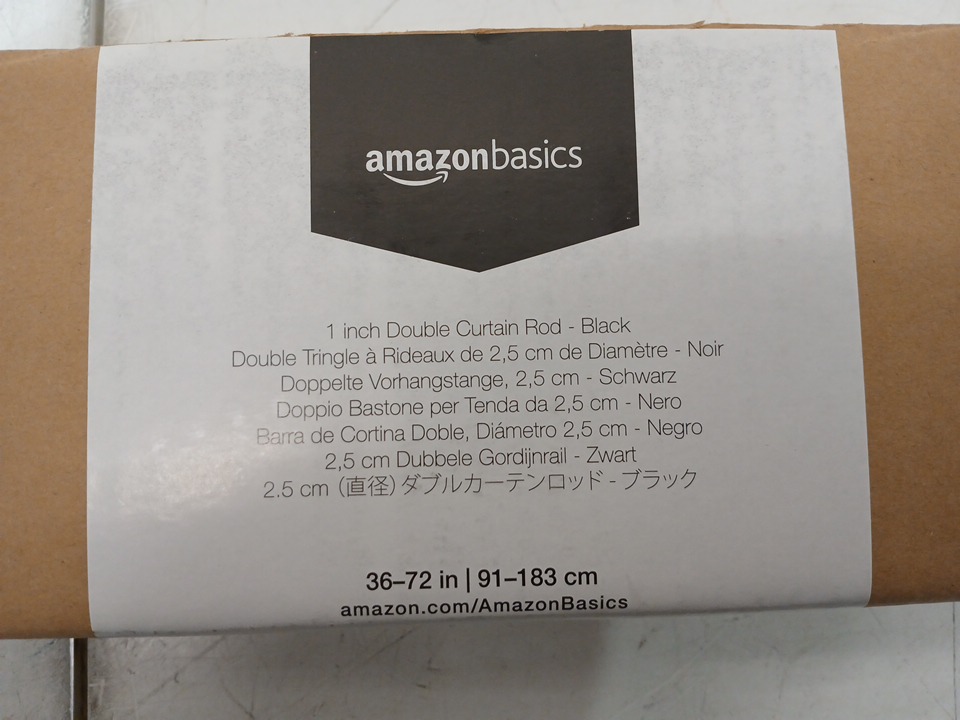 amazonbasics
1 inch Double Curtain Rod - Black
Double Tringle à Rideaux de 2,5 cm de Diamètre - Noir
Doppelte Vorhangstange, 2,5 cm - Schwarz
Doppio Bastone per Tenda da 2,5 cm - Nero
Barra de Cortina Doble, Diámetro 2,5 cm - Negro
2,5 cm Dubbele Gordijnrail - Zwart
2.5 cm (直径) ダブルカーテンロッド - ブラック
36–72 in | 91–183 cm
amazon.com/AmazonBasics